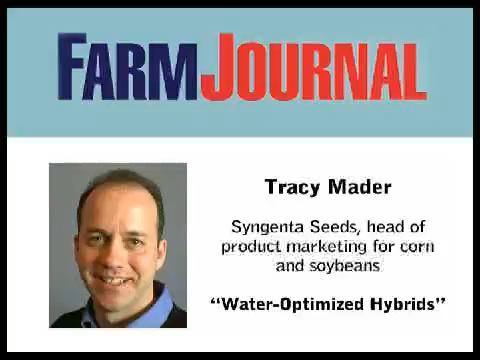 FARMJOURNAL
Tracy Mader
Syngenta Seeds, head of
product marketing for corn
and soybeans
“Water-Optimized Hybrids”